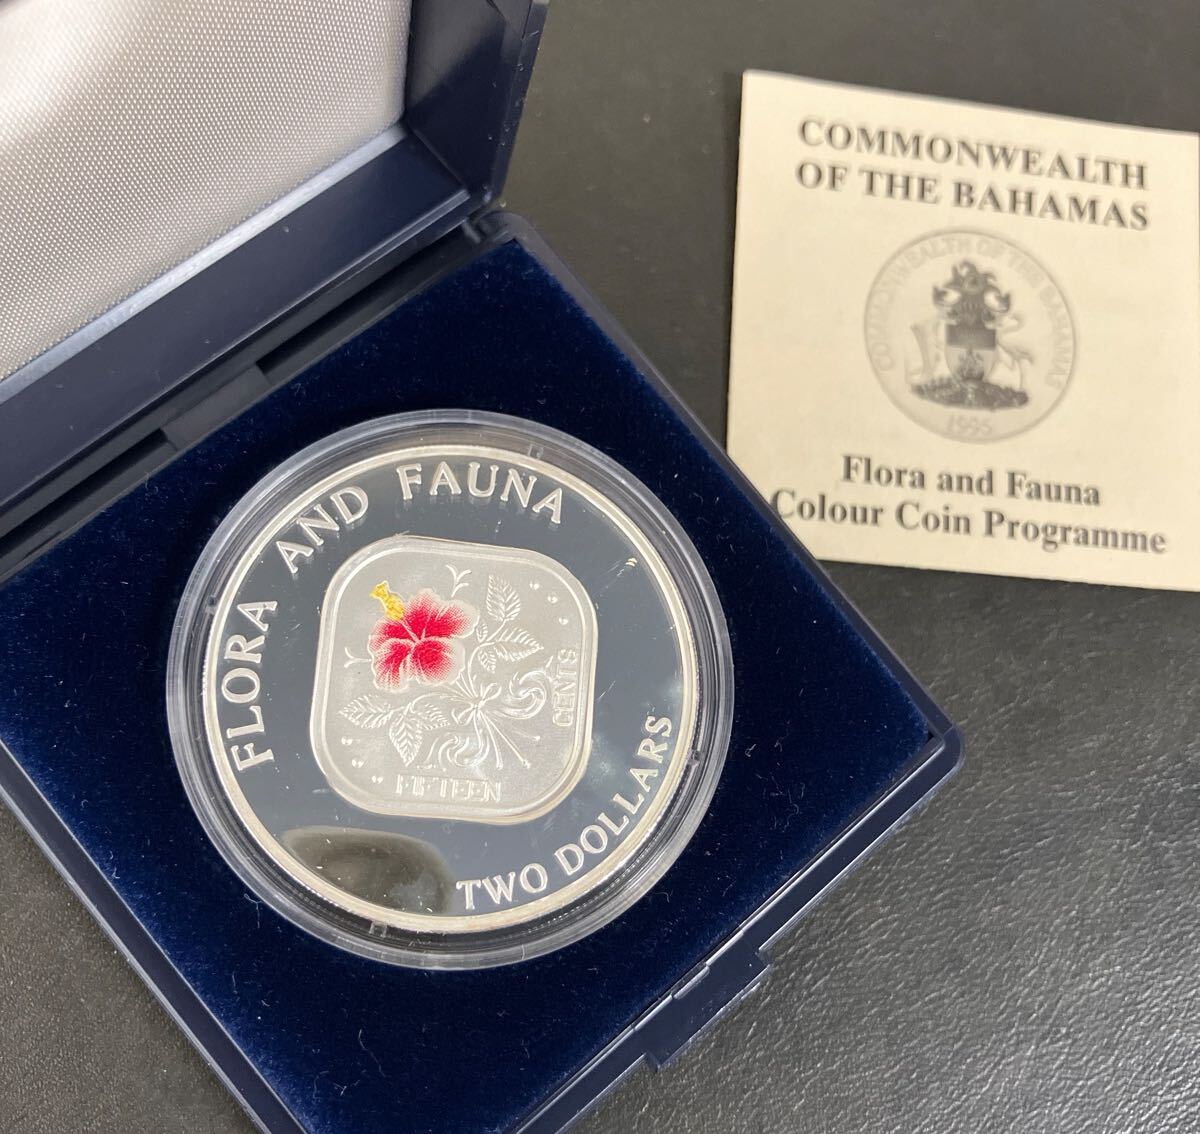 FLORA AND FAUNA
FIFTEEN
CENTS
TWO DOLLARS
COMMONWEALTH
OF THE BAHAMAS
COMMONWEALTH OF THE BAHAMAS
1995
Flora and Fauna
Colour Coin Programme